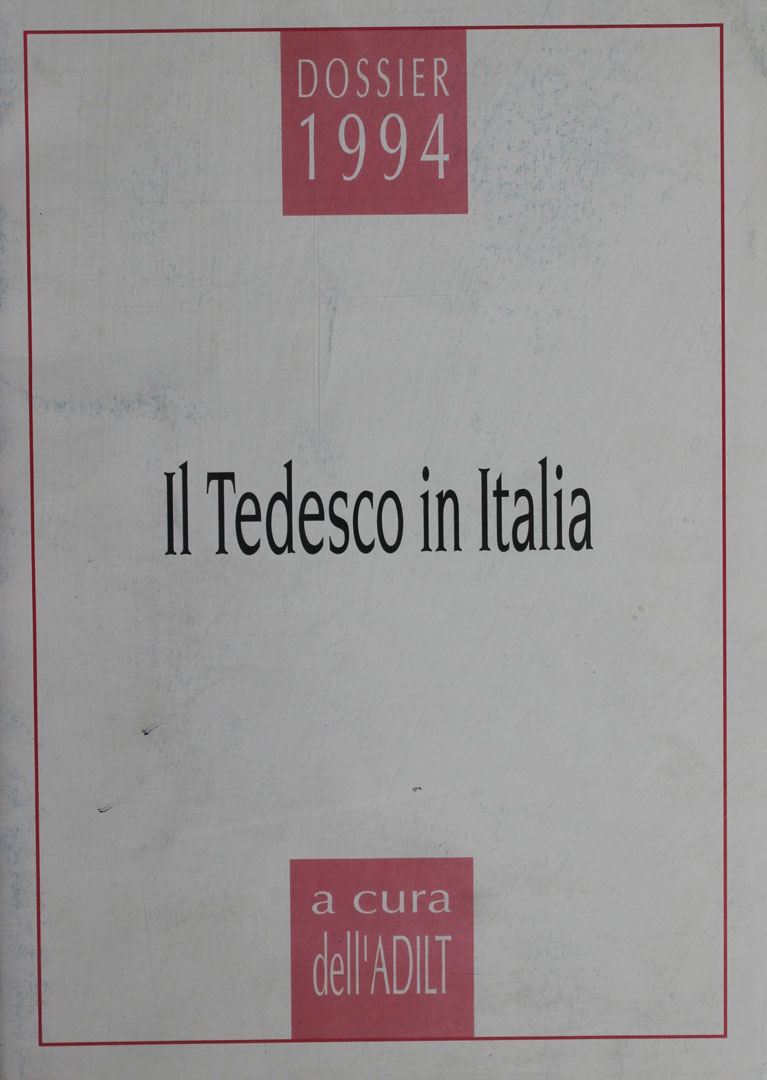 DOSSIER
1994
Il Tedesco in Italia
a cura
dell'ADILT